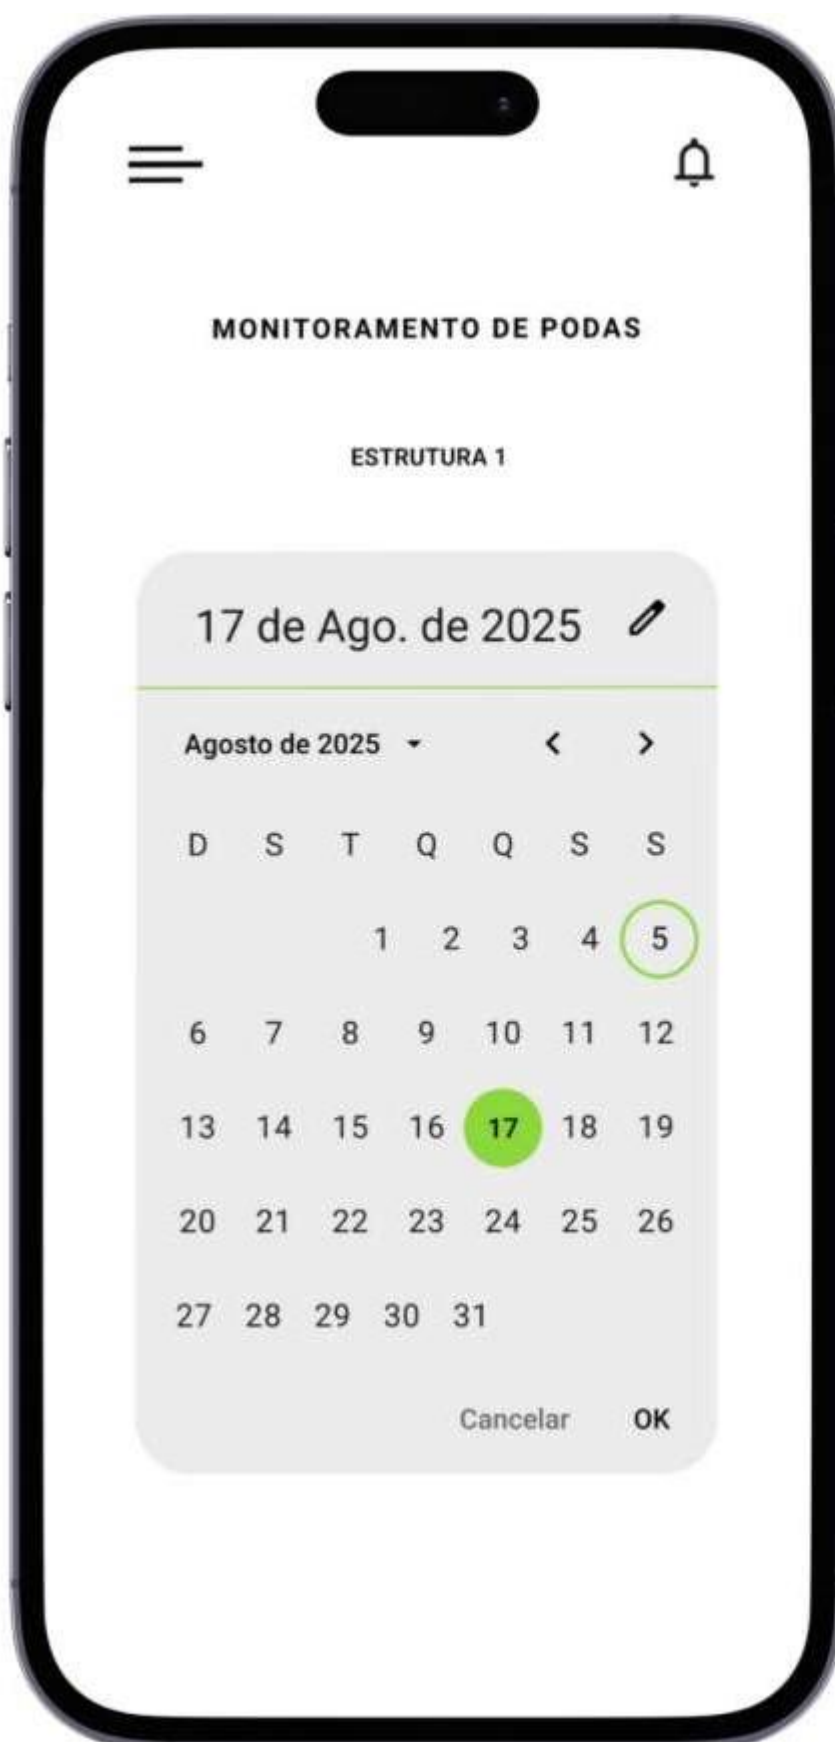 MONITORAMENTO DE PODAS
ESTRUTURA 1
17 de Ago. de 2025
Agosto de 2025
D S T Q Q S S
1 2 3 4 5
6 7 8 9 10 11 12
13 14 15 16 17 18 19
20 21 22 23 24 25 26
27 28 29 30 31
Cancelar OK